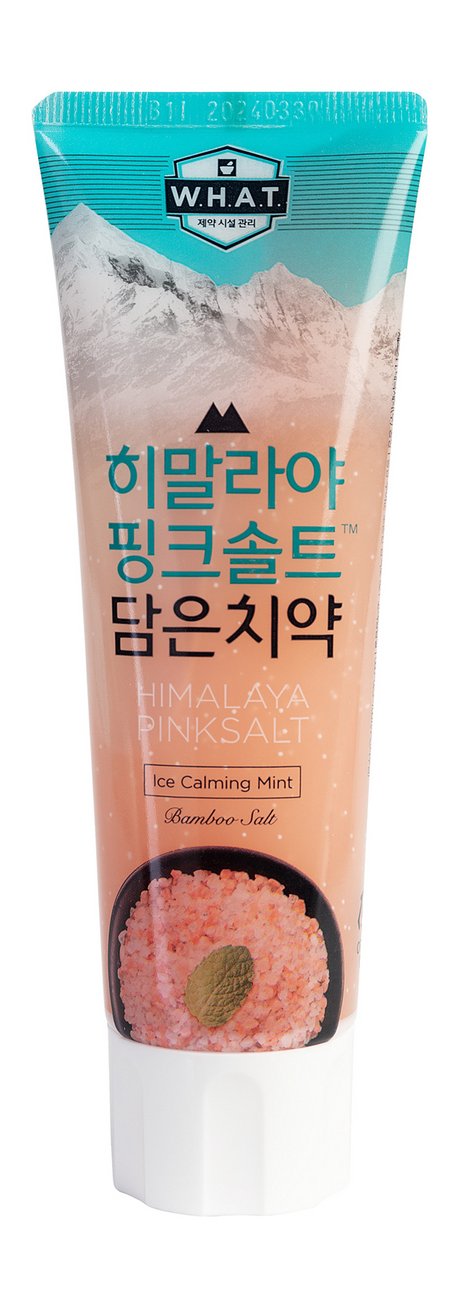 B11 20240330
W.H.A.T.
제약 시설 관리
히말라야
핑크솔트™
담은치약
HIMALAYA
PINKSALT
Ice Calming Mint
Bamboo Salt